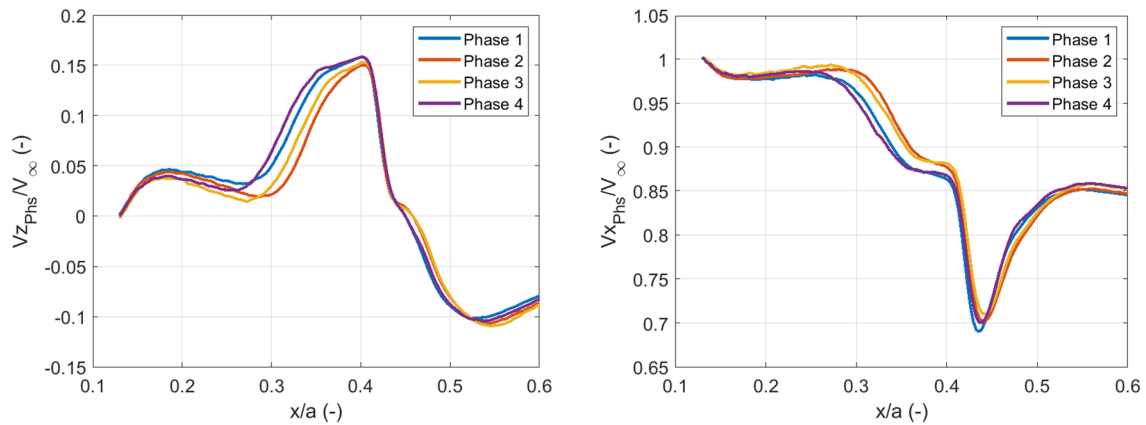 0.2
0.15
0.1
0.05
0
-0.05
-0.1
-0.15
0.1 0.2 0.3 0.4 0.5 0.6
x/a (-)
Vz_Phs/V_∞ (-)
Phase 1
Phase 2
Phase 3
Phase 4
1.05
1
0.95
0.9
0.85
0.8
0.75
0.7
0.65
0.1 0.2 0.3 0.4 0.5 0.6
x/a (-)
Vx_Phs/V_∞ (-)
Phase 1
Phase 2
Phase 3
Phase 4